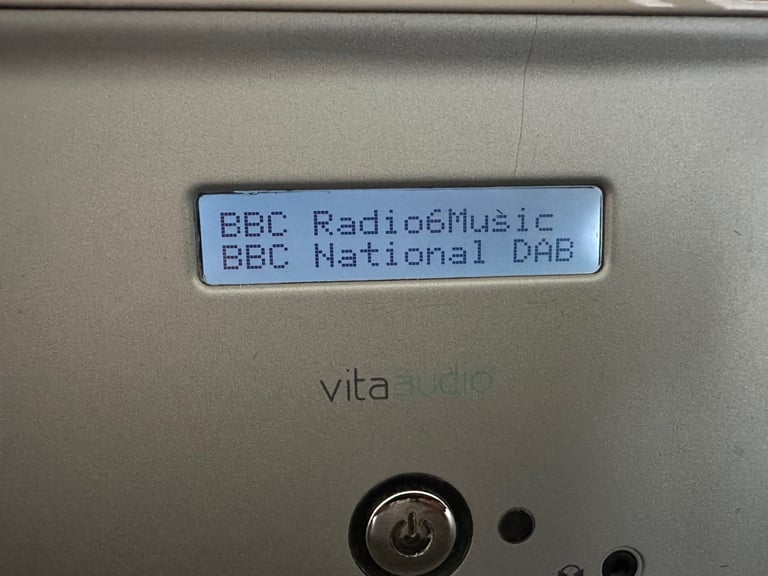 BBC Radio6Music
BBC National DAB
vitaaudio